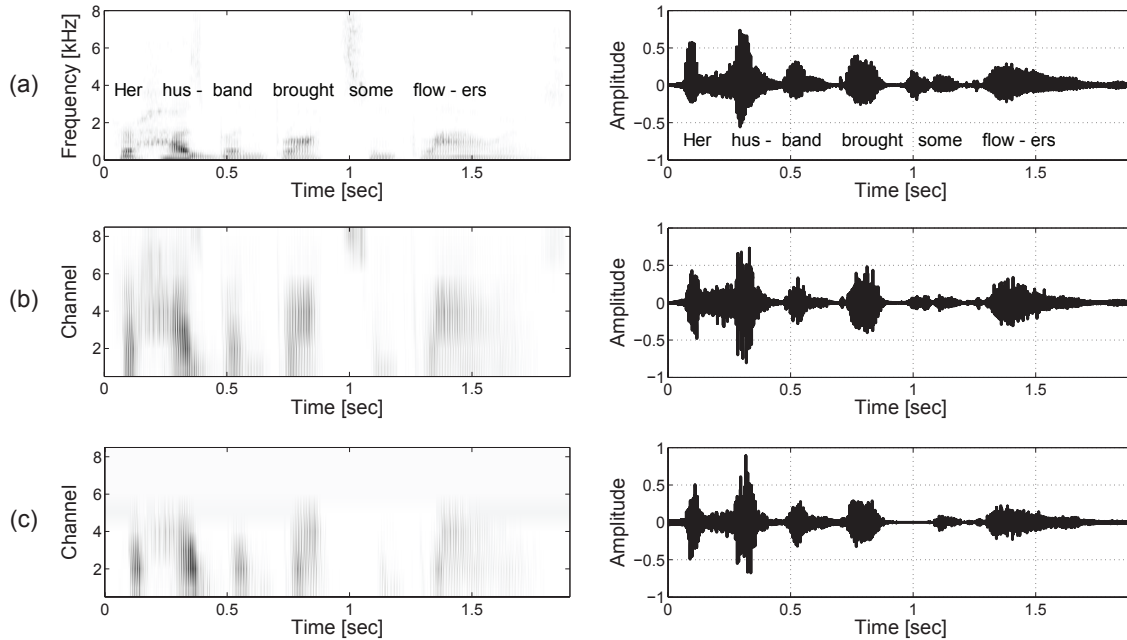 (a)
Frequency [kHz]
8
6
4
2
0
Her hus - band brought some flow - ers
0 0.5 1 1.5
Time [sec]
Amplitude
1
0.5
0
−0.5
−1
Her hus - band brought some flow - ers
0 0.5 1 1.5
Time [sec]
(b)
Channel
8
6
4
2
0 0.5 1 1.5
Time [sec]
Amplitude
1
0.5
0
−0.5
−1
0 0.5 1 1.5
Time [sec]
(c)
Channel
8
6
4
2
0 0.5 1 1.5
Time [sec]
Amplitude
1
0.5
0
−0.5
−1
0 0.5 1 1.5
Time [sec]